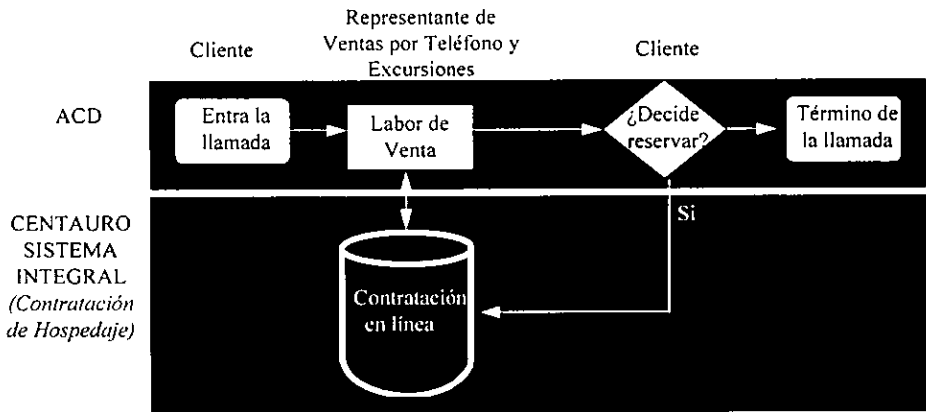 Cliente
Representante de
Ventas por Teléfono y
Excursiones
Cliente
ACD
Entra la
llamada
Labor de
Venta
¿Decide
reservar?
Término de
la llamada
Si
CENTAURO
SISTEMA
INTEGRAL
(Contratación
de Hospedaje)
Contratación
en línea